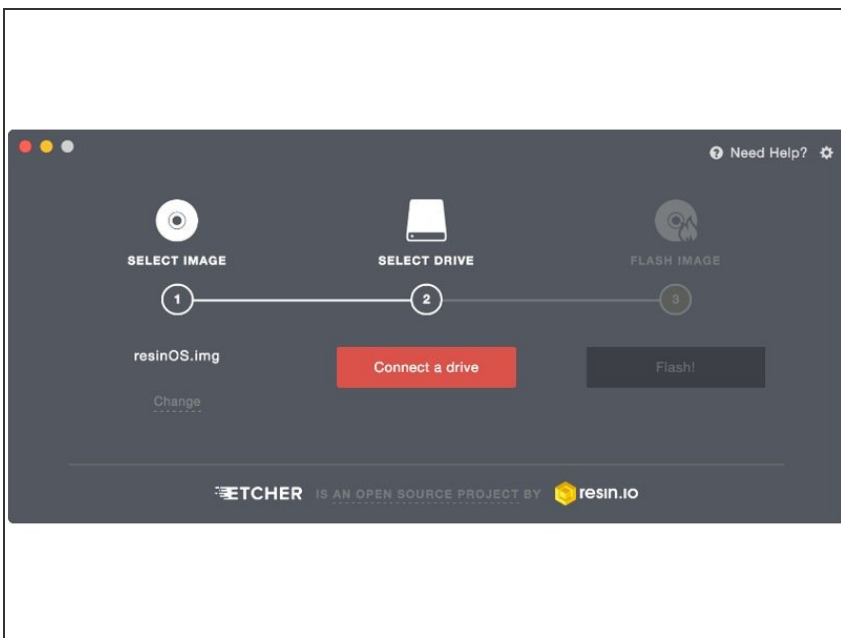 Need Help?
SELECT IMAGE
SELECT DRIVE
FLASH IMAGE
1
2
3
resinOS.img
Connect a drive
Flash!
Change
ETCHER IS AN OPEN SOURCE PROJECT BY resin.io